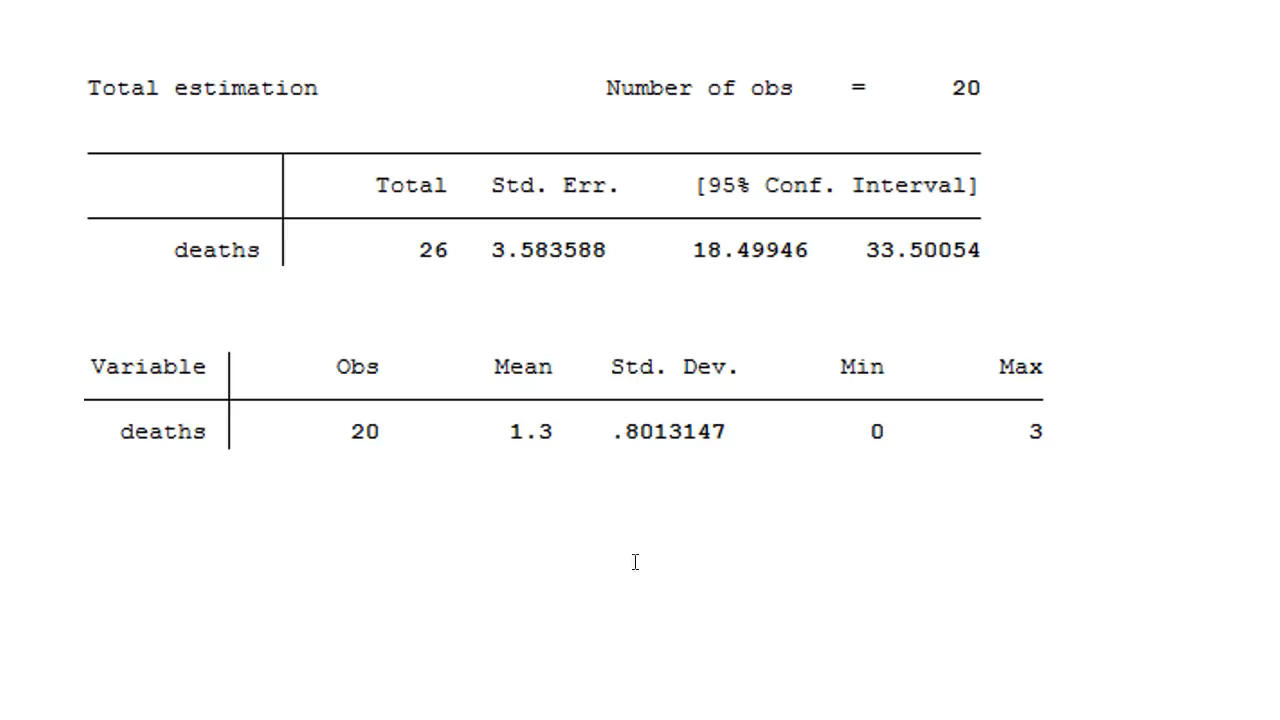 Total estimation Number of obs = 20
Total Std. Err. [95% Conf. Interval]
deaths 26 3.583588 18.49946 33.50054
Variable Obs Mean Std. Dev. Min Max
deaths 20 1.3 .8013147 0 3